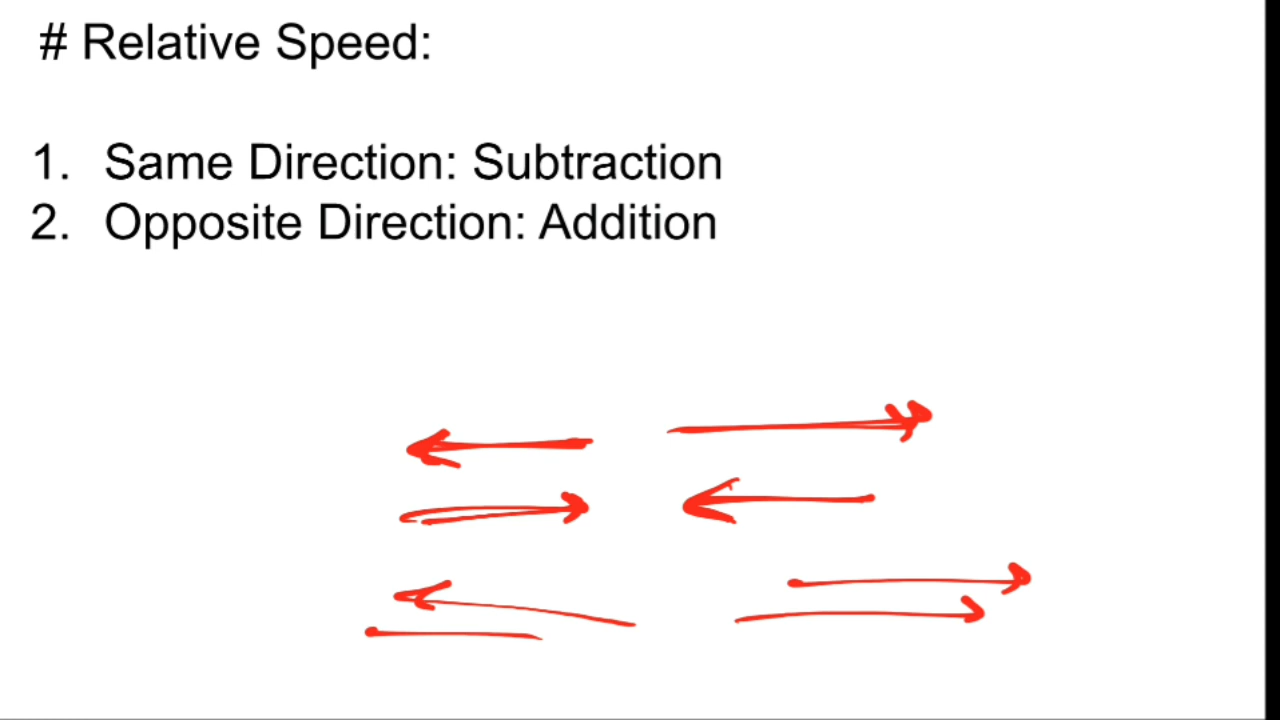 # Relative Speed:
1. Same Direction: Subtraction
2. Opposite Direction: Addition